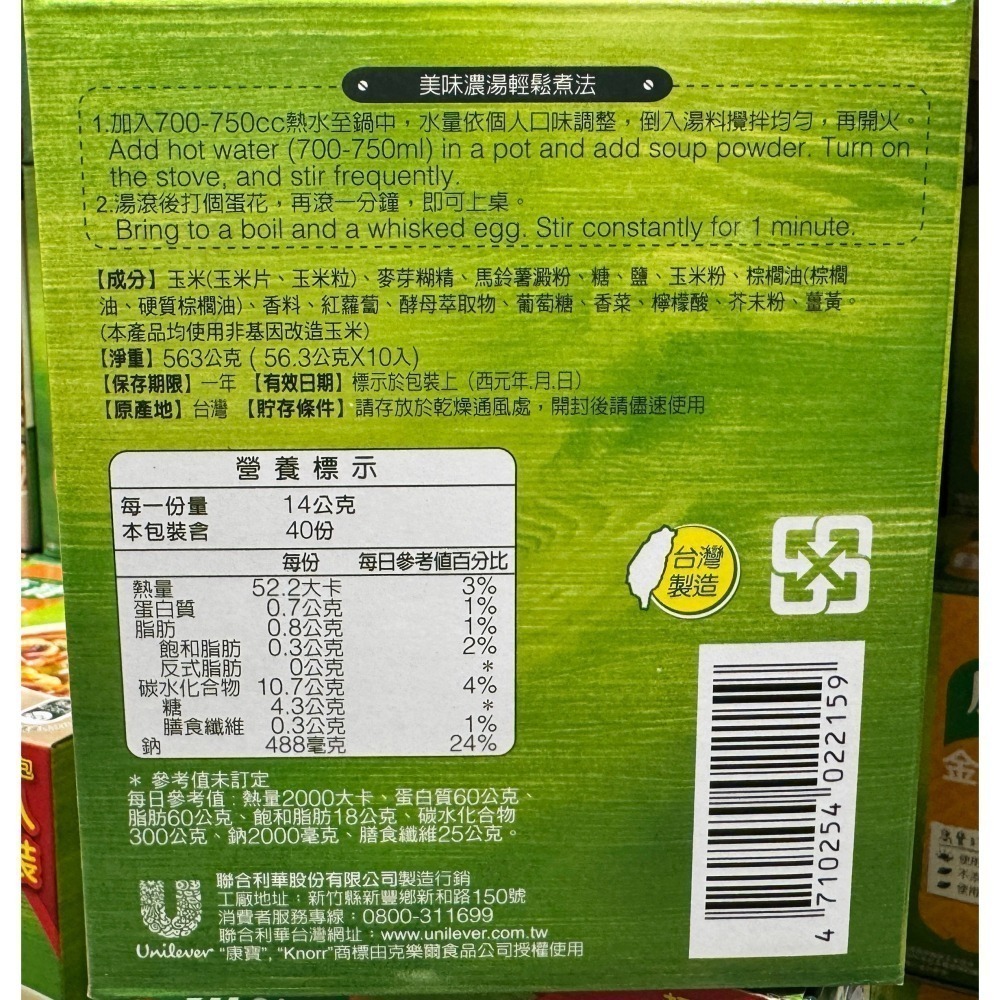 美味濃湯輕鬆煮法
1.加入700-750cc熱水至鍋中，水量依個人口味調整，倒入湯料攪拌均勻，再開火。
Add hot water (700-750ml) in a pot and add soup powder. Turn on
the stove, and stir frequently.
2.湯滾後打個蛋花，再滾一分鐘，即可上桌。
Bring to a boil and a whisked egg. Stir constantly for 1 minute.
【成分】玉米(玉米片、玉米粒)、麥芽糊精、馬鈴薯澱粉、糖、鹽、玉米粉、棕櫚油(棕櫚
油、硬質棕櫚油)、香料、紅蘿蔔、酵母萃取物、葡萄糖、香菜、檸檬酸、芥末粉、薑黃。
(本產品均使用非基因改造玉米)
【淨重】563公克 ( 56.3公克X10入)
【保存期限】一年 【有效日期】標示於包裝上（西元年.月.日）
【原產地】台灣 【貯存條件】請存放於乾燥通風處，開封後請儘速使用
營養標示
每一份量 14公克
本包裝含 40份
每份 每日參考值百分比
熱量 52.2大卡 3%
蛋白質 0.7公克 1%
脂肪 0.8公克 1%
飽和脂肪 0.3公克 2%
反式脂肪 0公克 *
碳水化合物 10.7公克 4%
糖 4.3公克 *
膳食纖維 0.3公克 1%
鈉 488毫克 24%
台灣
製造
* 參考值未訂定
每日參考值：熱量2000大卡、蛋白質60公克、
脂肪60公克、飽和脂肪18公克、碳水化合物
300公克、鈉2000毫克、膳食纖維25公克。
4 710254 022159
聯合利華股份有限公司製造行銷
工廠地址：新竹縣新豐鄉新和路150號
消費者服務專線：0800-311699
聯合利華台灣網址：www.unilever.com.tw
Unilever "康寶", "Knorr"商標由克樂爾食品公司授權使用
金